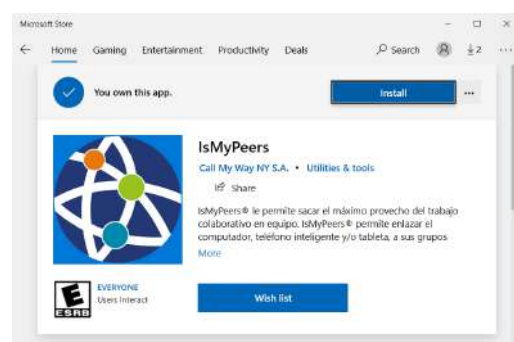 Microsoft Store
Home Gaming Entertainment Productivity Deals Search 2
You own this app.
Install
IsMyPeers
Call My Way NY S.A. • Utilities & tools
Share
IsMyPeers® le permite sacar el máximo provecho del trabajo
colaborativo en equipo. IsMyPeers® permite enlazar el
computador, teléfono inteligente y/o tableta, a sus grupos
More
E
ESRB
EVERYONE
Users Interact
Wish list